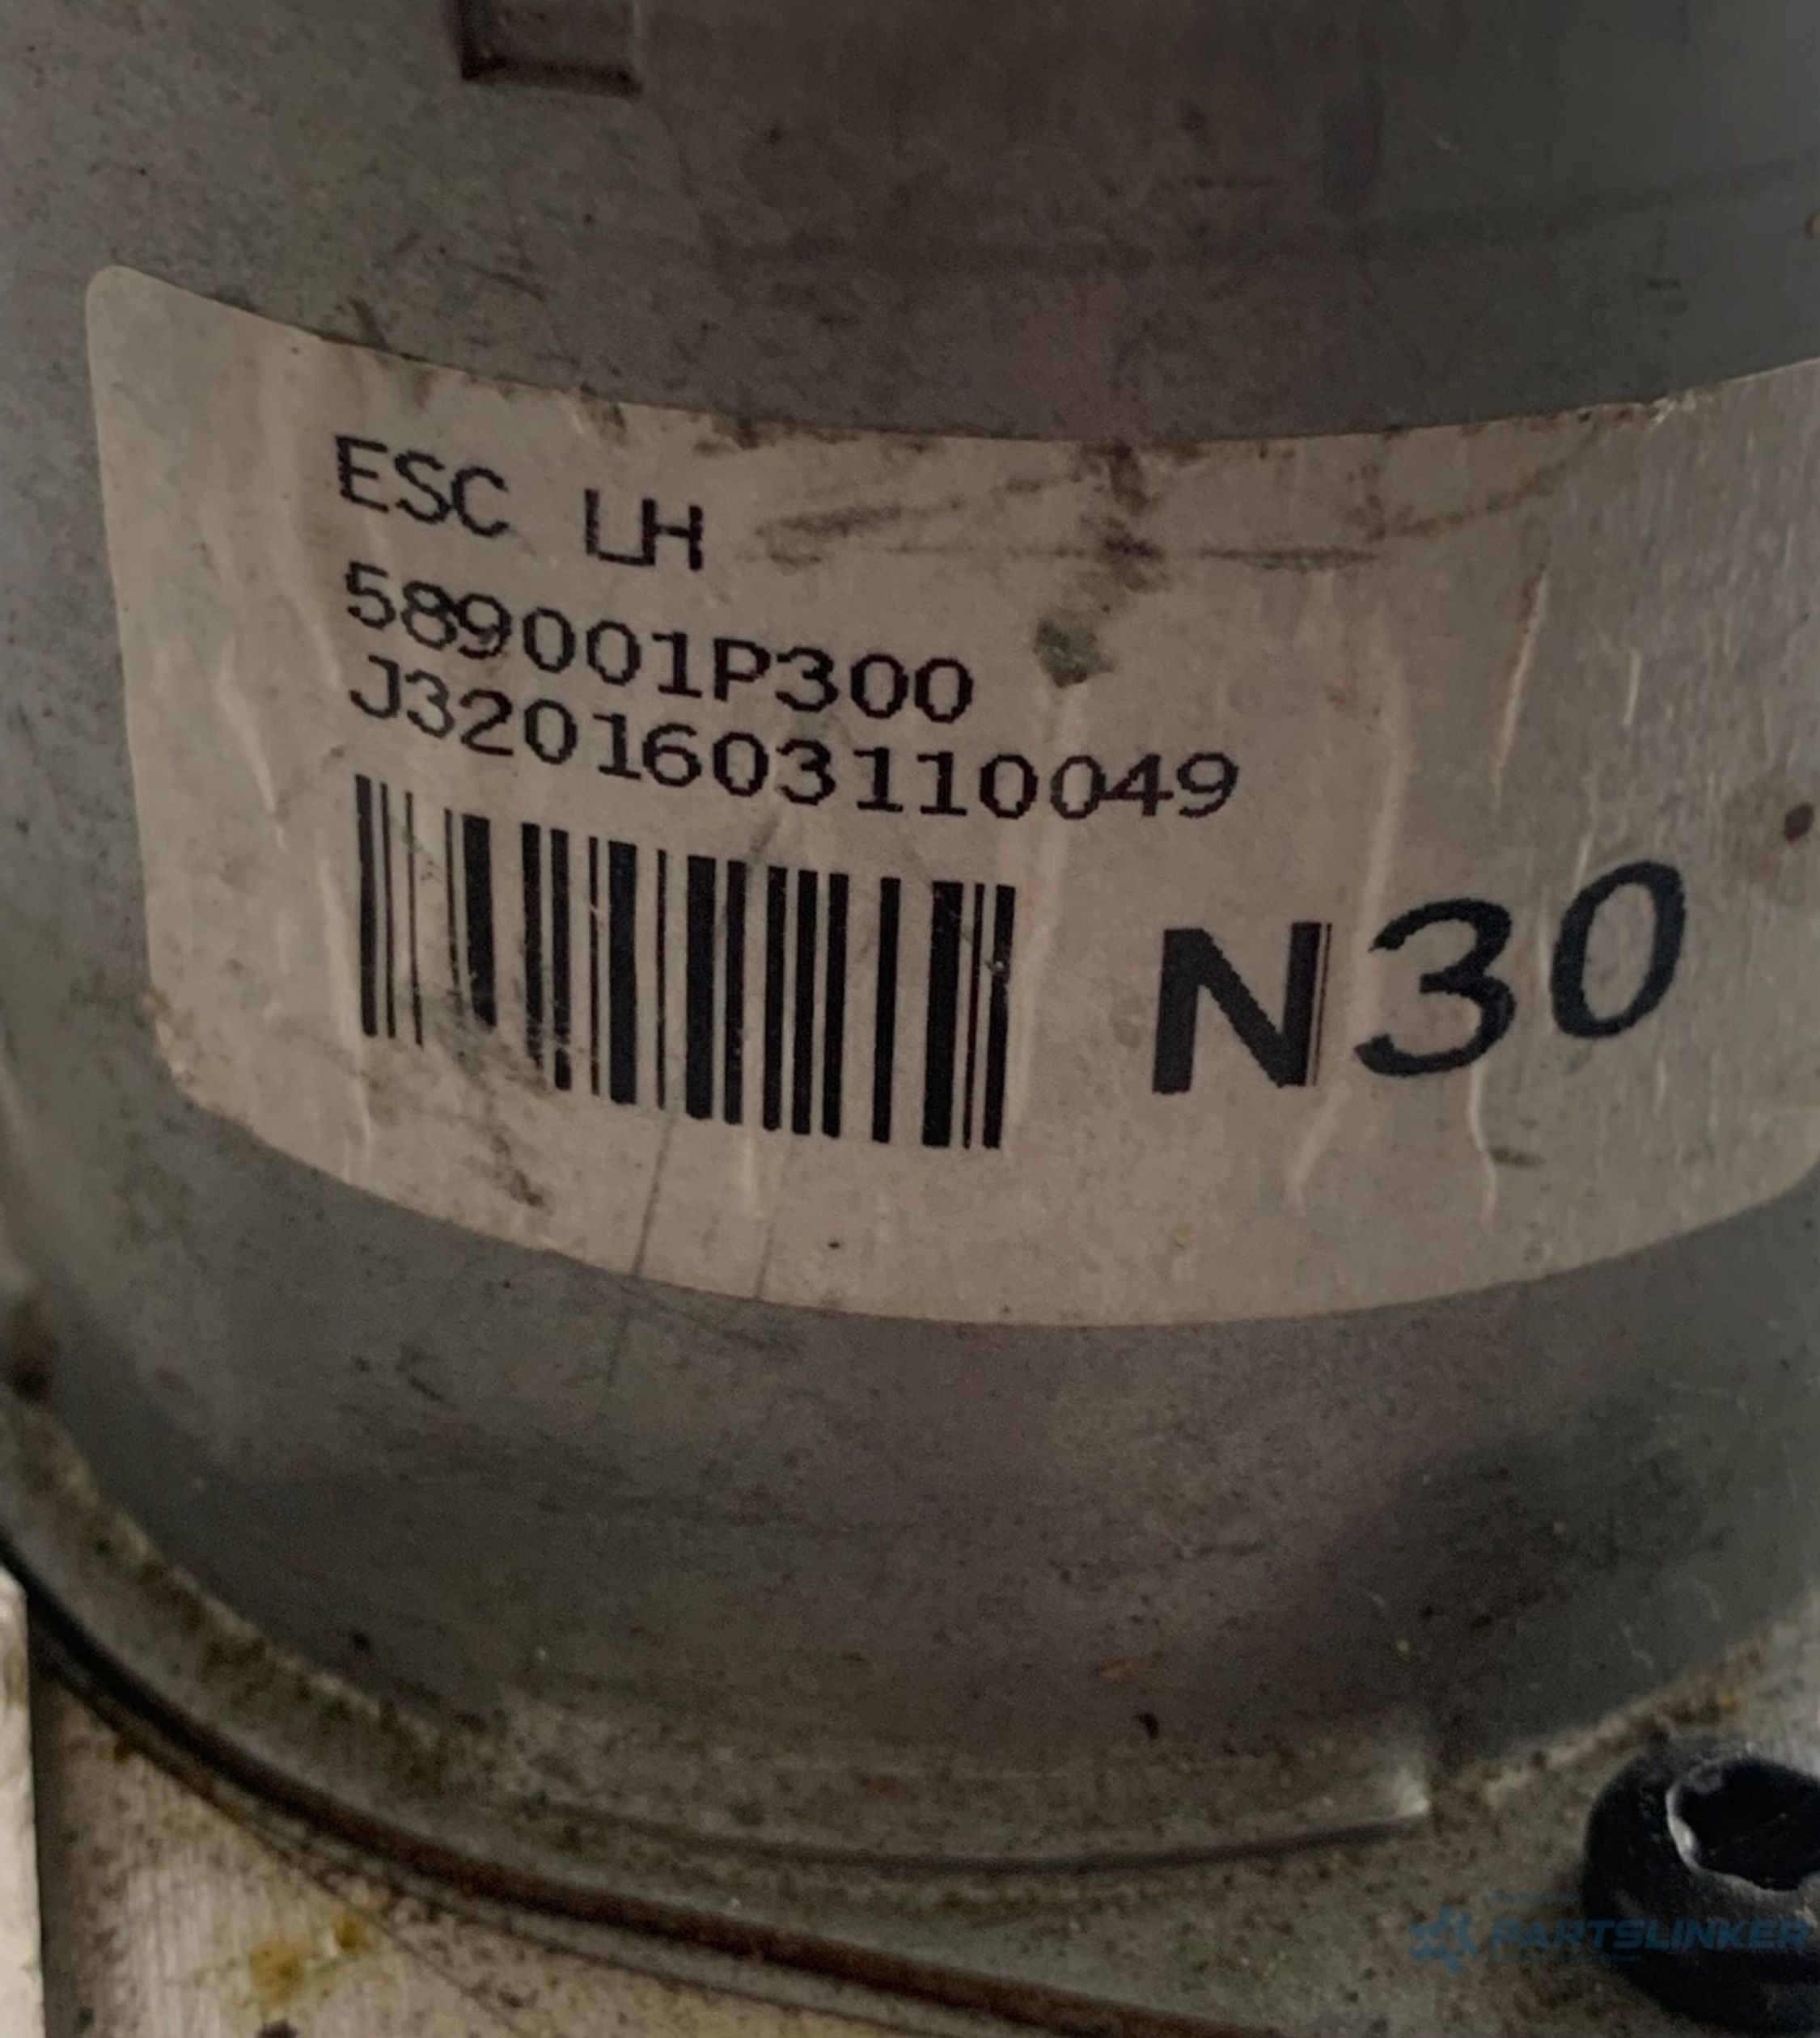 ESC LH
589001P300
J3201603110049
N30
PARTSLINKER